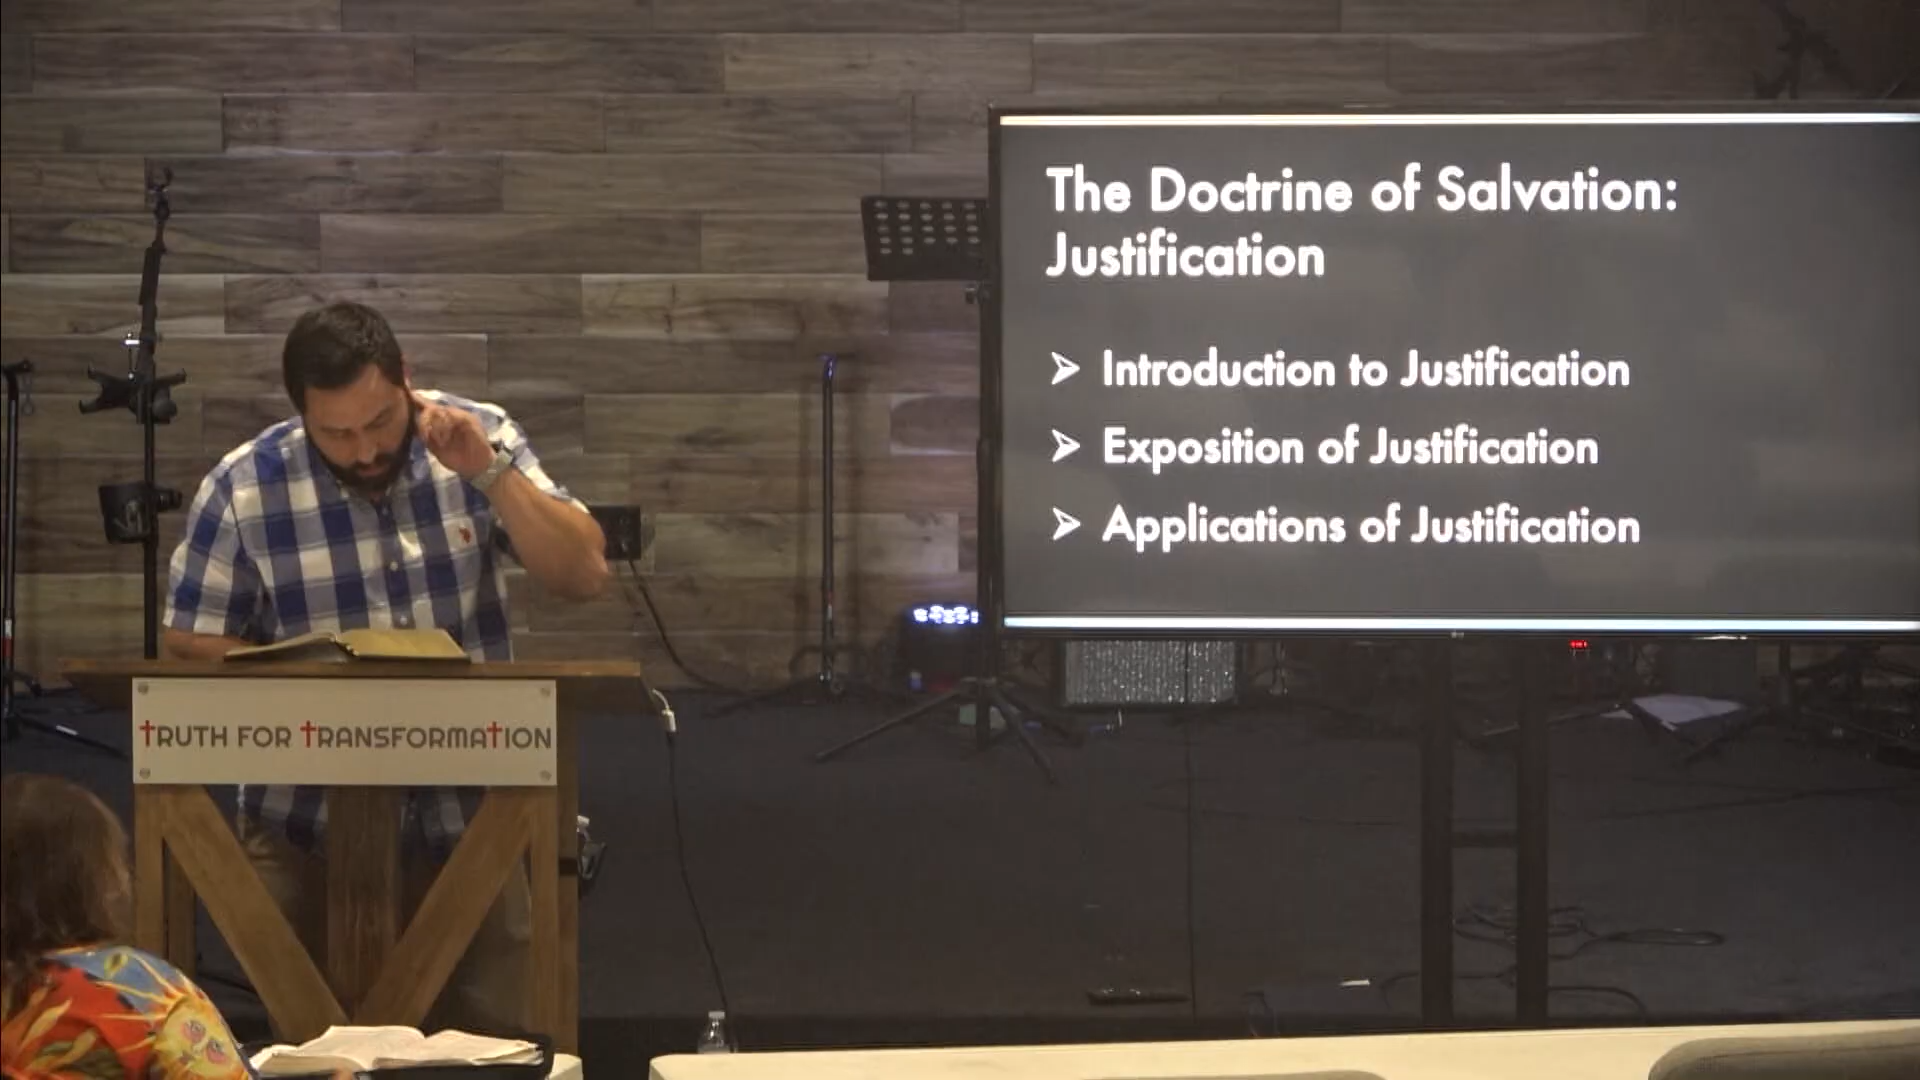 The Doctrine of Salvation:
Justification
Introduction to Justification
Exposition of Justification
Applications of Justification
TRUTH FOR TRANSFORMATION